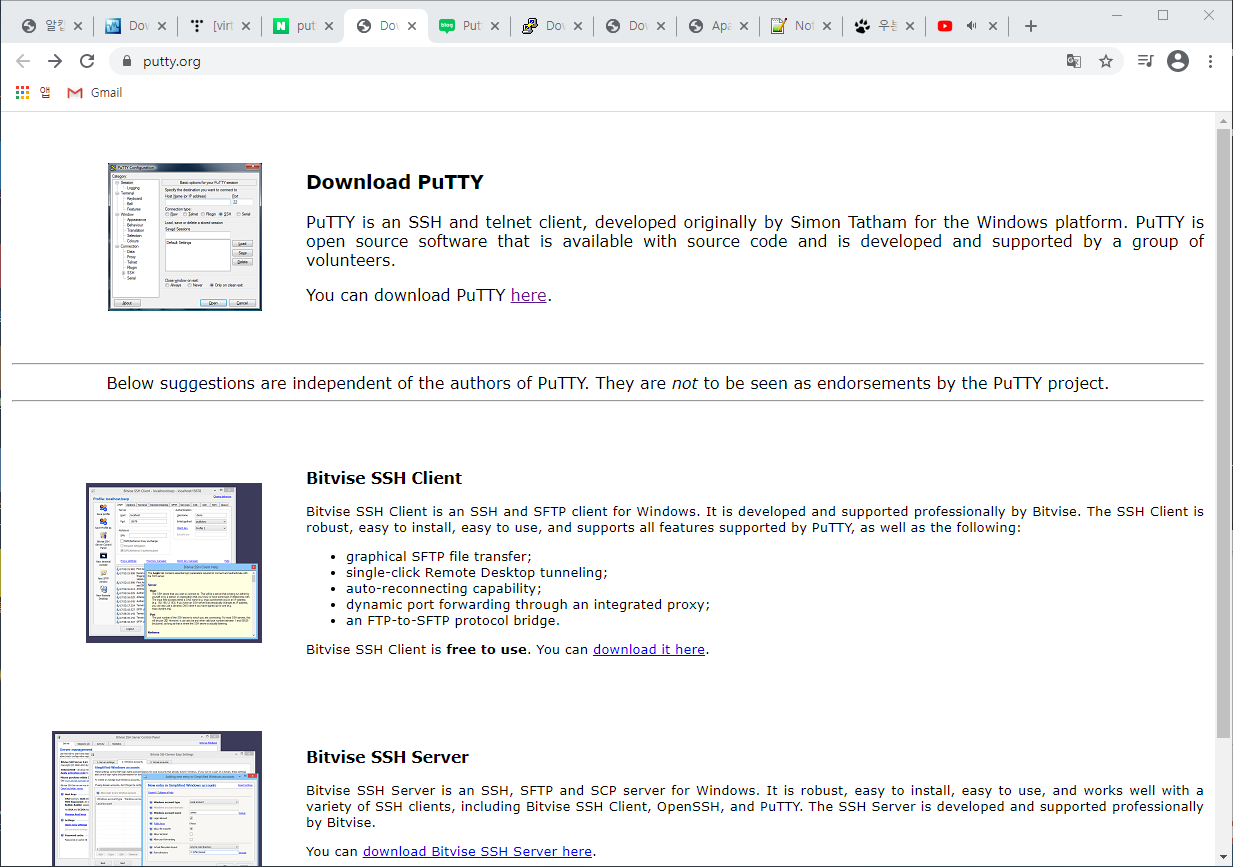 알집
Dow
[virt
put
Dow
Putt
Dow
Dow
Apa
Not
putty.org
앱
Gmail
Download PuTTY
PuTTY is an SSH and telnet client, developed originally by Simon Tatham for the Windows platform. PuTTY is
open source software that is available with source code and is developed and supported by a group of
volunteers.
You can download PuTTY here.
Below suggestions are independent of the authors of PuTTY. They are not to be seen as endorsements by the PuTTY project.
Bitvise SSH Client
Bitvise SSH Client is an SSH and SFTP client for Windows. It is developed and supported professionally by Bitvise. The SSH Client is
robust, easy to install, easy to use, and supports all features supported by PuTTY, as well as the following:
• graphical SFTP file transfer;
• single-click Remote Desktop tunneling;
• auto-reconnecting capability;
• dynamic port forwarding through an integrated proxy;
• an FTP-to-SFTP protocol bridge.
Bitvise SSH Client is free to use. You can download it here.
Bitvise SSH Server
Bitvise SSH Server is an SSH, SFTP and SCP server for Windows. It is robust, easy to install, easy to use, and works well with a
variety of SSH clients, including Bitvise SSH Client, OpenSSH, and PuTTY. The SSH Server is developed and supported professionally
by Bitvise.
You can download Bitvise SSH Server here.